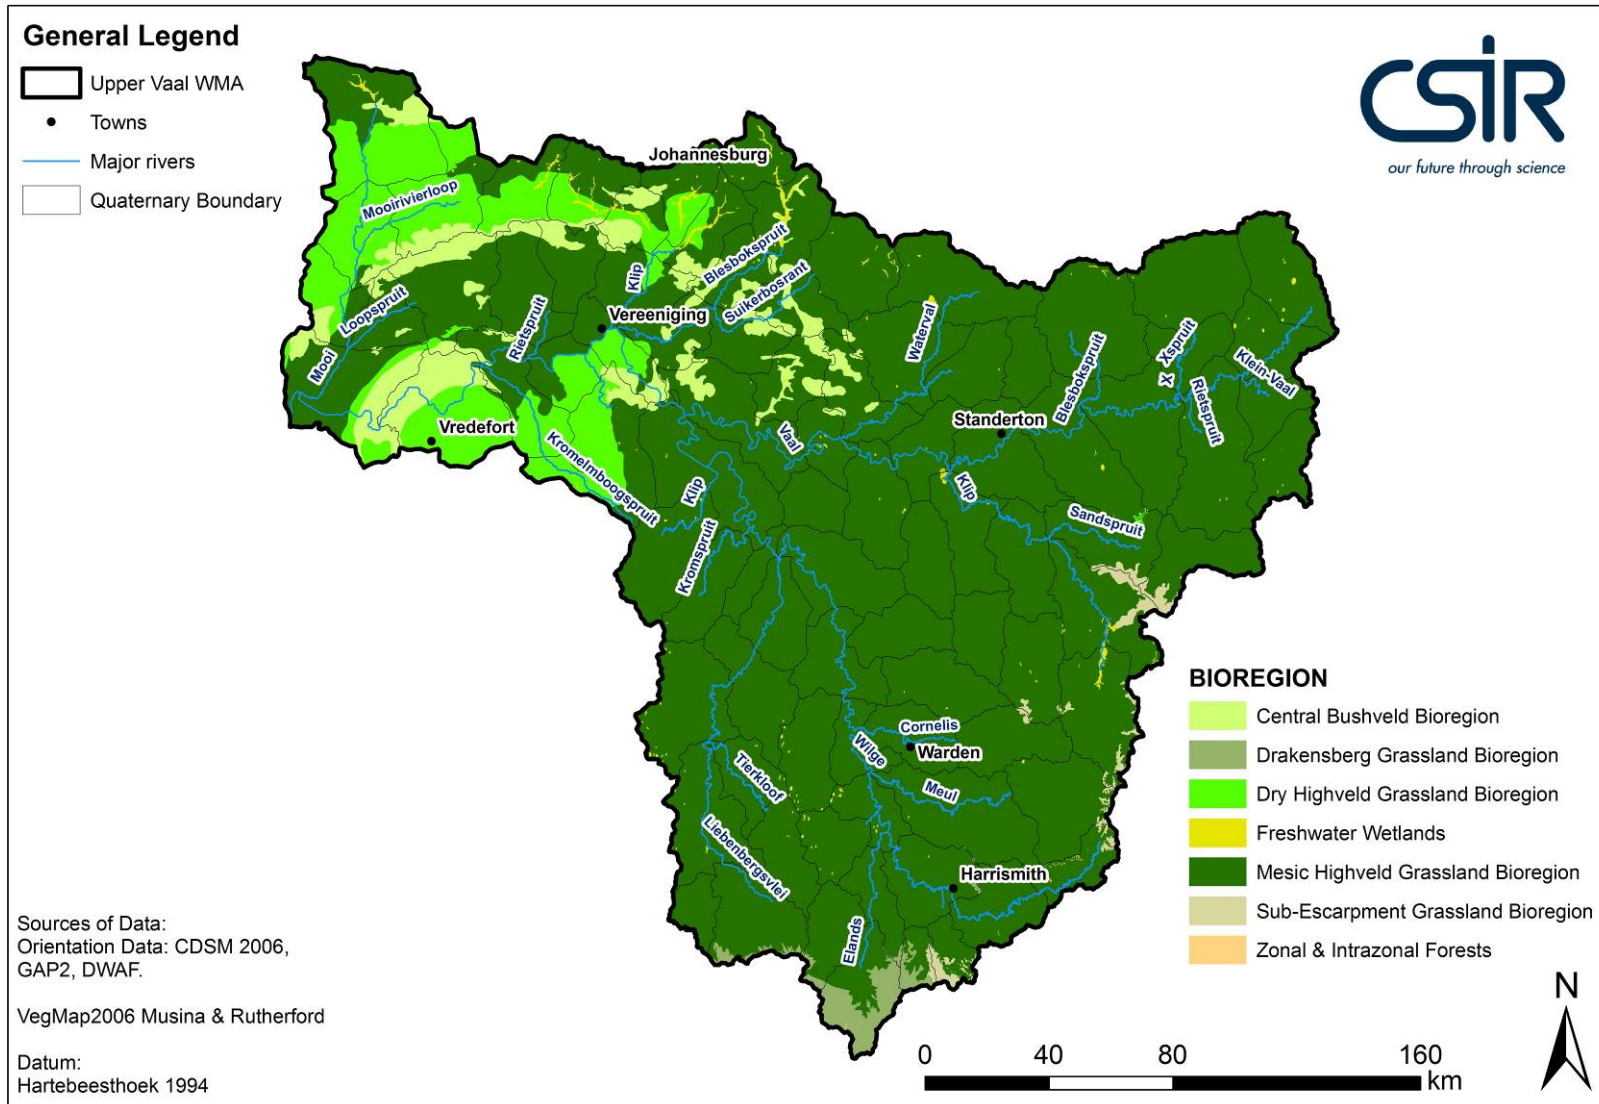 General Legend
Upper Vaal WMA
Towns
Major rivers
Quaternary Boundary
CSIR
our future through science
Johannesburg
Mooirivierloop
Klip
Blesbokspruit
Suikerbosrant
Loopspruit
Mooi
Rietspruit
Vereeniging
Waterval
Blesbokspruit
X Xspruit
Rietspruit
Klein-Vaal
Standerton
Vredefort
Vaal
Kromelmboogspruit
Klip
Klip
Sandspruit
Kromspruit
Cornelis
Warden
Wilge
Meul
Tierkloof
Liebenbergsvlei
Harrismith
Elands
BIOREGION
Central Bushveld Bioregion
Drakensberg Grassland Bioregion
Dry Highveld Grassland Bioregion
Freshwater Wetlands
Mesic Highveld Grassland Bioregion
Sub-Escarpment Grassland Bioregion
Zonal & Intrazonal Forests
Sources of Data:
Orientation Data: CDSM 2006,
GAP2, DWAF.
VegMap2006 Musina & Rutherford
Datum:
Hartebeesthoek 1994
N
0 40 80 160
km